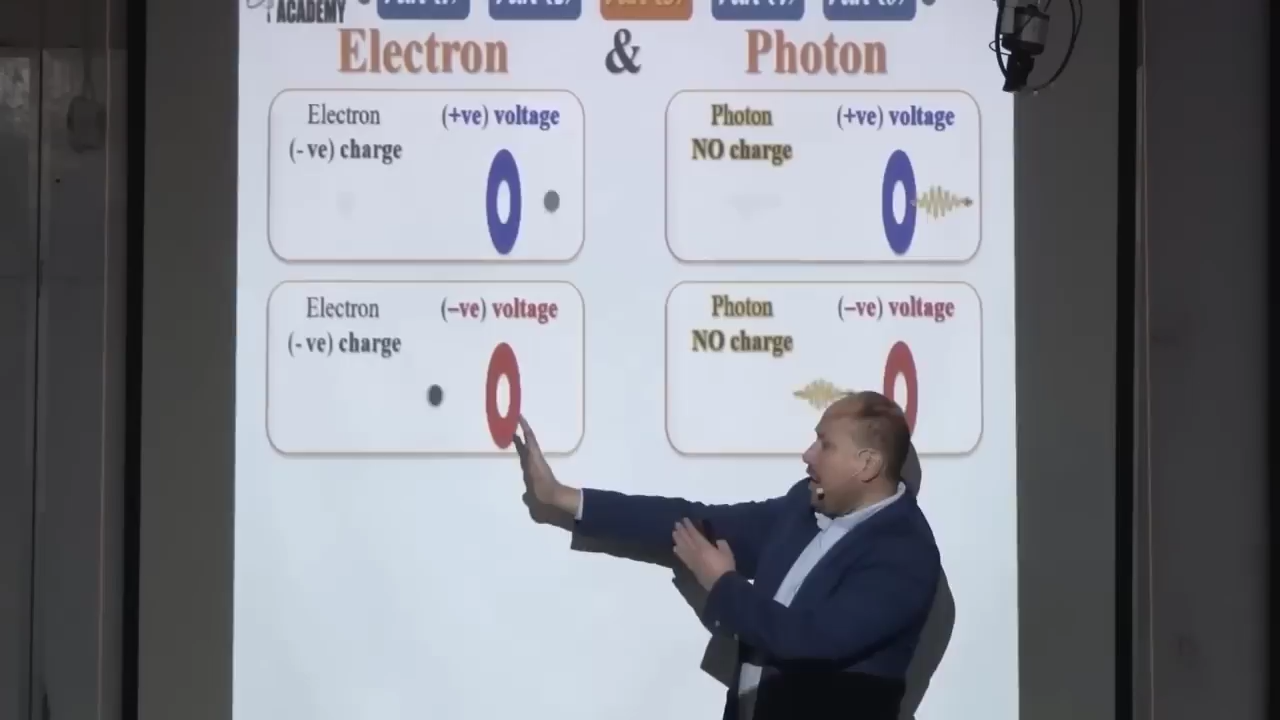 ACADEMY
Electron & Photon
Electron (+ve) voltage
(-ve) charge
Photon (+ve) voltage
NO charge
Electron (–ve) voltage
(-ve) charge
Photon (–ve) voltage
NO charge